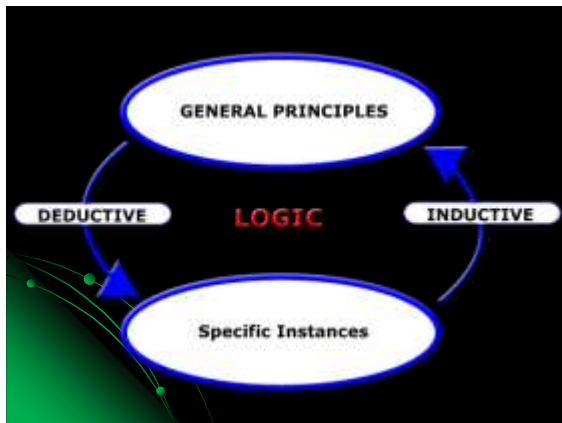 GENERAL PRINCIPLES
DEDUCTIVE
LOGIC
INDUCTIVE
Specific Instances